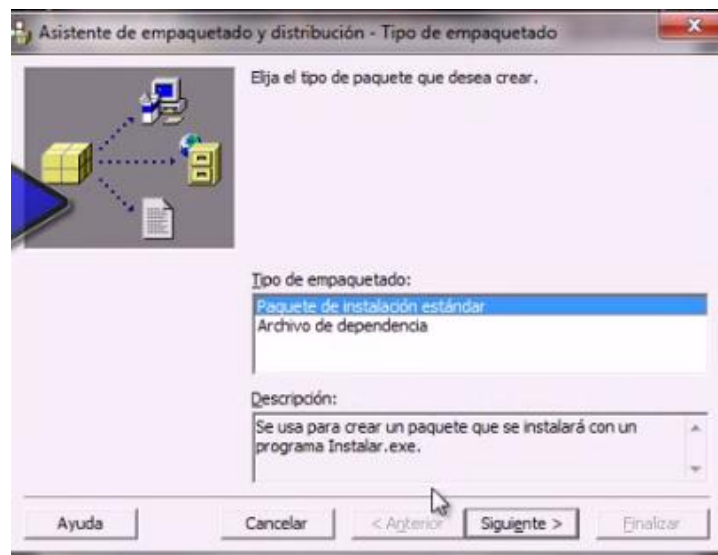 Asistente de empaquetado y distribución - Tipo de empaquetado
Elija el tipo de paquete que desea crear.
Tipo de empaquetado:
Paquete de instalación estándar
Archivo de dependencia
Descripción:
Se usa para crear un paquete que se instalará con un
programa Instalar.exe.
Ayuda
Cancelar
< Anterior
Siguiente >
Finalizar